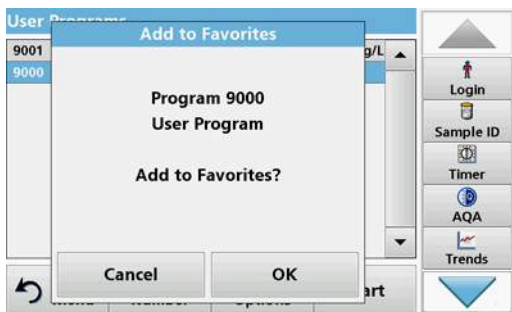 User Programs
Add to Favorites
9001
g/L
9000
Program 9000
User Program
Add to Favorites?
Cancel
OK
Login
Sample ID
Timer
AQA
Trends